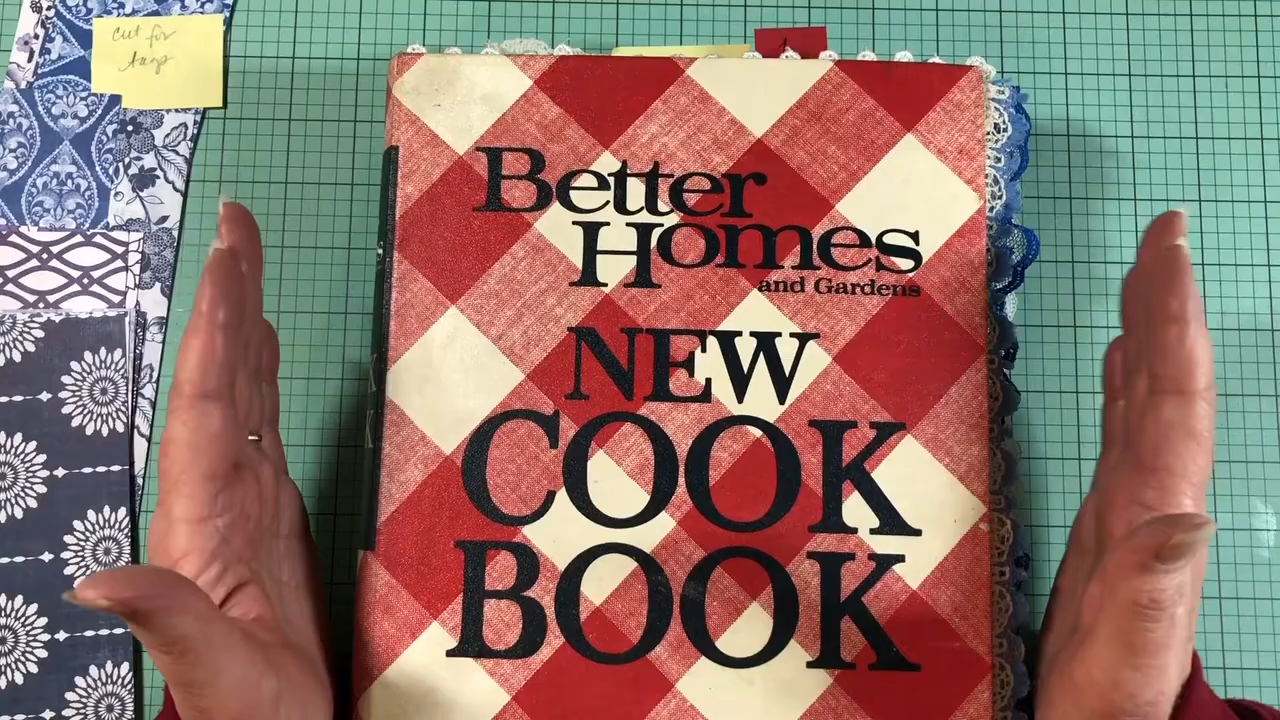 cut for
tags
Better
Homes
and Gardens
NEW
COOK
BOOK